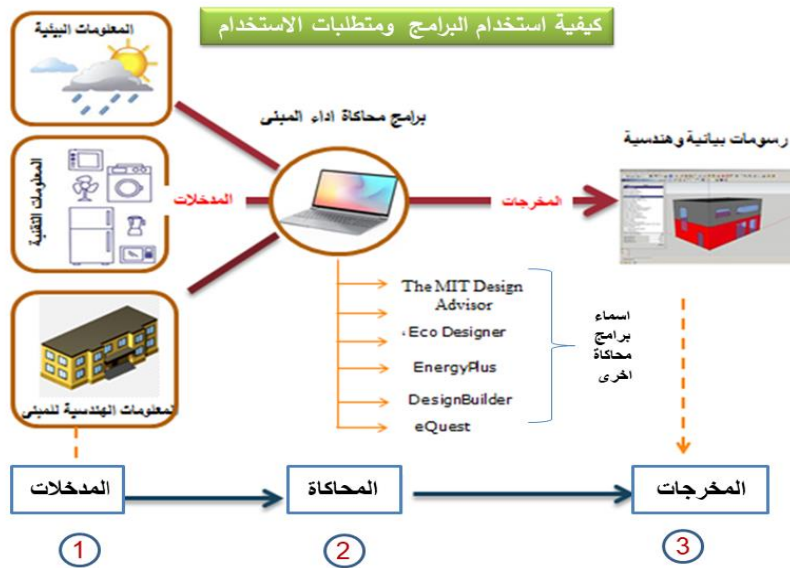 كيفية استخدام البرامج ومتطلبات الاستخدام
المعلومات البيئية
برامج محاكاة اداء المبنى
رسومات بيانية وهندسية
المعلومات التقنية
المدخلات
المخرجات
The MIT Design
Advisor
،Eco Designer
EnergyPlus
DesignBuilder
eQuest
اسماء
برامج
محاكاة
اخرى
المعلومات الهندسية للمبنى
المدخلات
المحاكاة
المخرجات
1
2
3